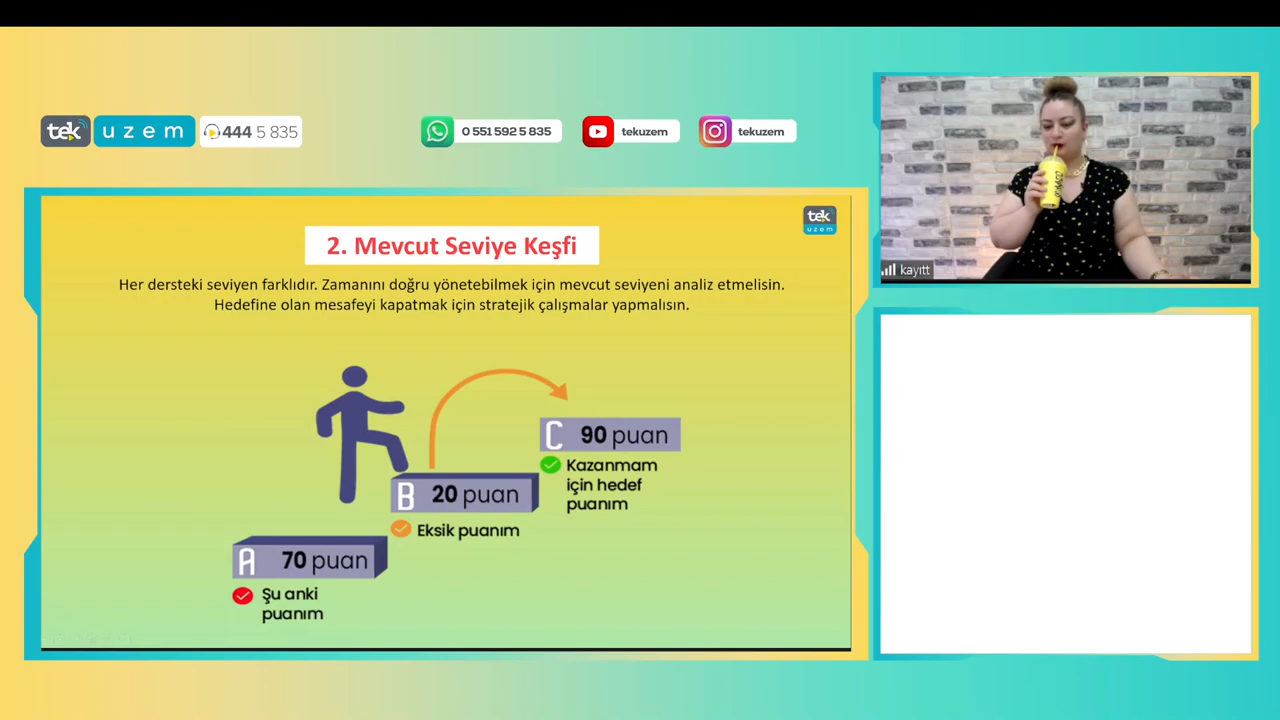 tek uzem 444 5 835
0 551 592 5 835
tekuzem
tekuzem
tek
uzem
2. Mevcut Seviye Keşfi
Her dersteki seviyen farklıdır. Zamanını doğru yönetebilmek için mevcut seviyeni analiz etmelisin.
Hedefine olan mesafeyi kapatmak için stratejik çalışmalar yapmalısın.
C 90 puan
Kazanmam
için hedef
puanım
B 20 puan
Eksik puanım
A 70 puan
Şu anki
puanım
kayıtt